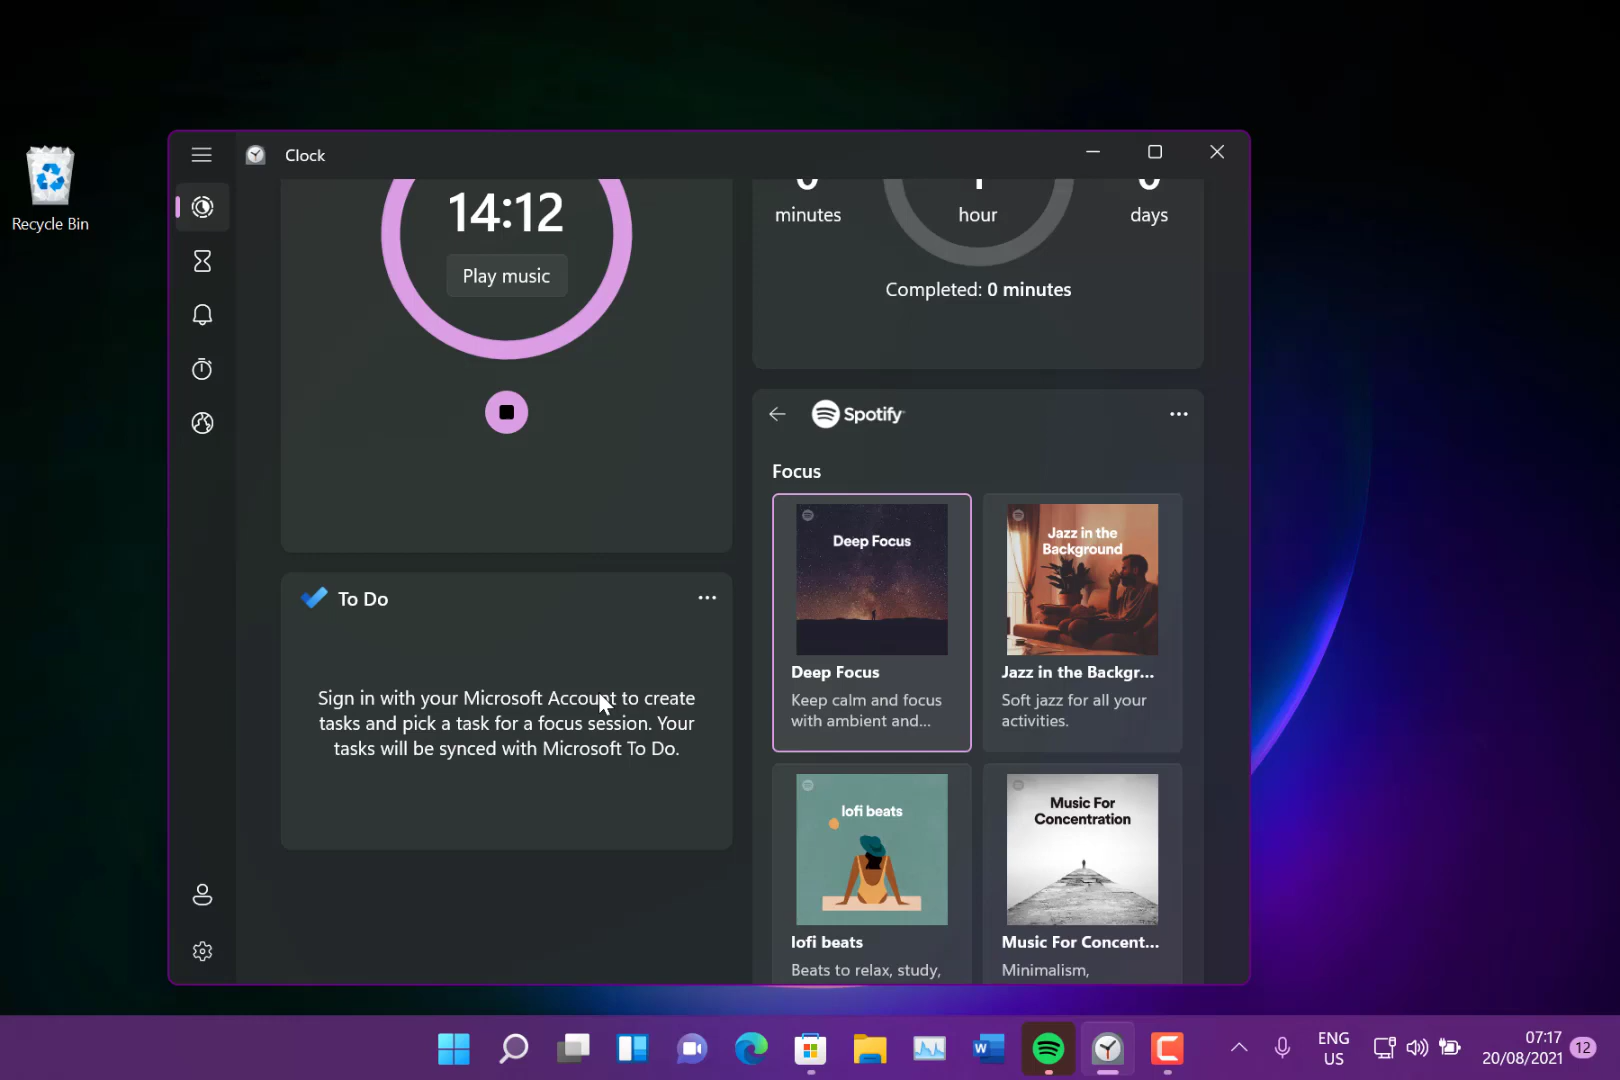 Recycle Bin
Clock
14:12
Play music
minutes
hour
days
Completed: 0 minutes
To Do
Sign in with your Microsoft Account to create
tasks and pick a task for a focus session. Your
tasks will be synced with Microsoft To Do.
Spotify
Focus
Deep Focus
Deep Focus
Keep calm and focus
with ambient and...
Jazz in the
Background
Jazz in the Backgr...
Soft jazz for all your
activities.
lofi beats
lofi beats
Beats to relax, study,
Music For
Concentration
Music For Concent...
Minimalism,
W
ENG
US
07:17
20/08/2021
12